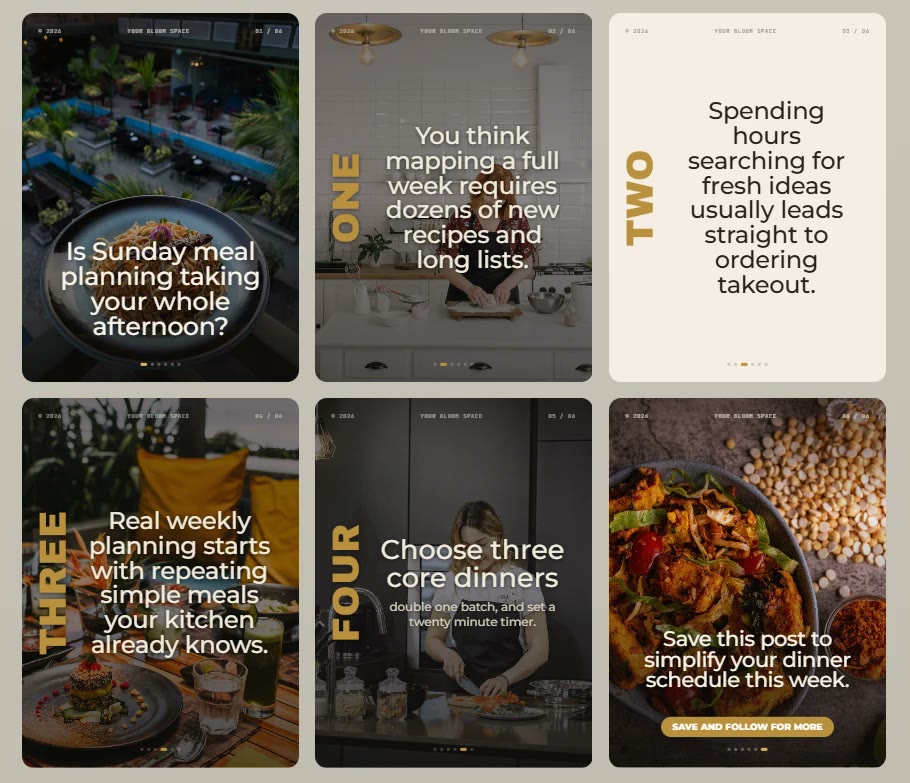 © 2026 YOUR BLOOM SPACE 01 / 06
Is Sunday meal
planning taking
your whole
afternoon?
© 2026 YOUR BLOOM SPACE 02 / 06
ONE
You think
mapping a full
week requires
dozens of new
recipes and
long lists.
© 2026 YOUR BLOOM SPACE 03 / 06
TWO
Spending
hours
searching for
fresh ideas
usually leads
straight to
ordering
takeout.
© 2026 YOUR BLOOM SPACE 04 / 06
THREE
Real weekly
planning starts
with repeating
simple meals
your kitchen
already knows.
© 2026 YOUR BLOOM SPACE 05 / 06
FOUR
Choose three
core dinners
double one batch, and set a
twenty minute timer.
© 2026 YOUR BLOOM SPACE 06 / 06
Save this post to
simplify your dinner
schedule this week.
SAVE AND FOLLOW FOR MORE